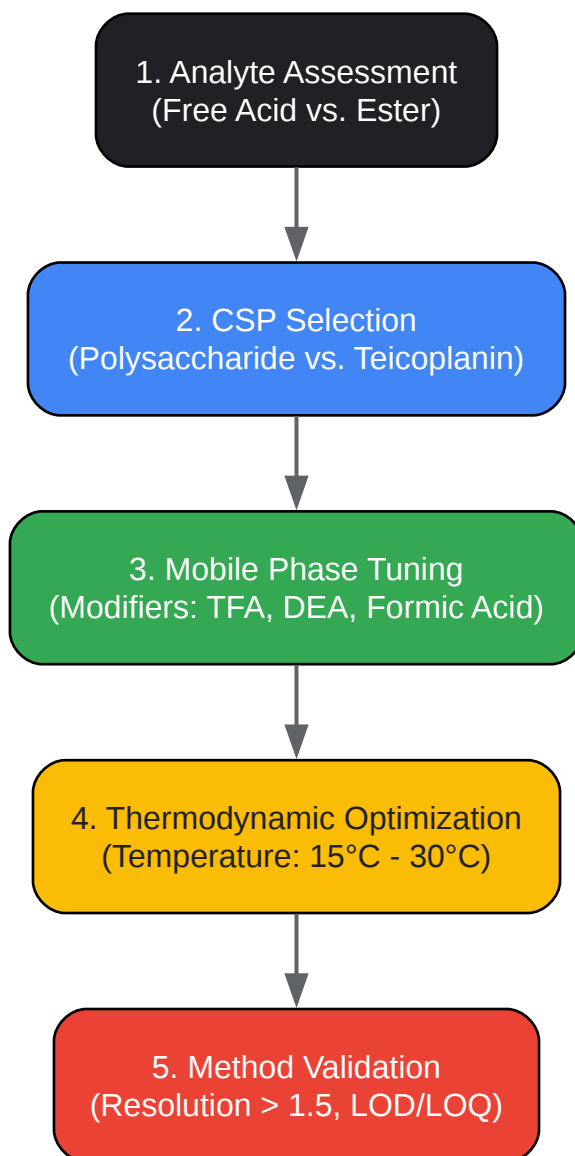 1. Analyte Assessment
(Free Acid vs. Ester)
2. CSP Selection
(Polysaccharide vs. Teicoplanin)
3. Mobile Phase Tuning
(Modifiers: TFA, DEA, Formic Acid)
4. Thermodynamic Optimization
(Temperature: 15°C - 30°C)
5. Method Validation
(Resolution > 1.5, LOD/LOQ)